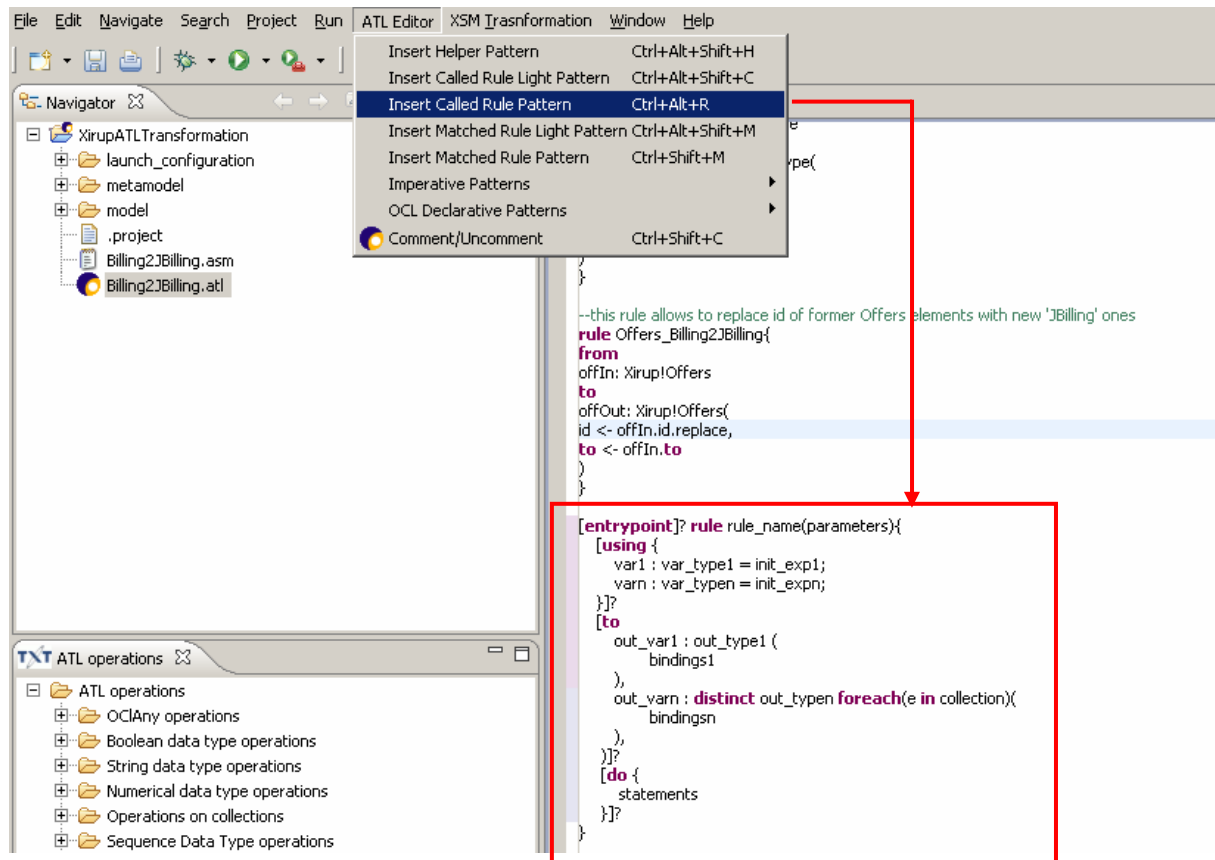 File Edit Navigate Search Project Run ATL Editor XSM Trasnformation Window Help
Insert Helper Pattern Ctrl+Alt+Shift+H
Insert Called Rule Light Pattern Ctrl+Alt+Shift+C
Insert Called Rule Pattern Ctrl+Alt+R
Insert Matched Rule Light Pattern Ctrl+Alt+Shift+M
Insert Matched Rule Pattern Ctrl+Shift+M
Imperative Patterns
OCL Declarative Patterns
Comment/Uncomment Ctrl+Shift+C
Navigator
XirupATLTransformation
launch_configuration
metamodel
model
.project
Billing2JBilling.asm
Billing2JBilling.atl
TXT ATL operations
ATL operations
OClAny operations
Boolean data type operations
String data type operations
Numerical data type operations
Operations on collections
Sequence Data Type operations
)
}
--this rule allows to replace id of former Offers elements with new 'JBilling' ones
rule Offers_Billing2JBilling{
from
offIn: Xirup!Offers
to
offOut: Xirup!Offers(
id <- offIn.id.replace,
to <- offIn.to
)
}
[entrypoint]? rule rule_name(parameters){
[using {
var1 : var_type1 = init_exp1;
varn : var_typen = init_expn;
}]?
[to
out_var1 : out_type1 (
bindings1
),
out_varn : distinct out_typen foreach(e in collection)(
bindingsn
),
)]?
[do {
statements
}]?
}